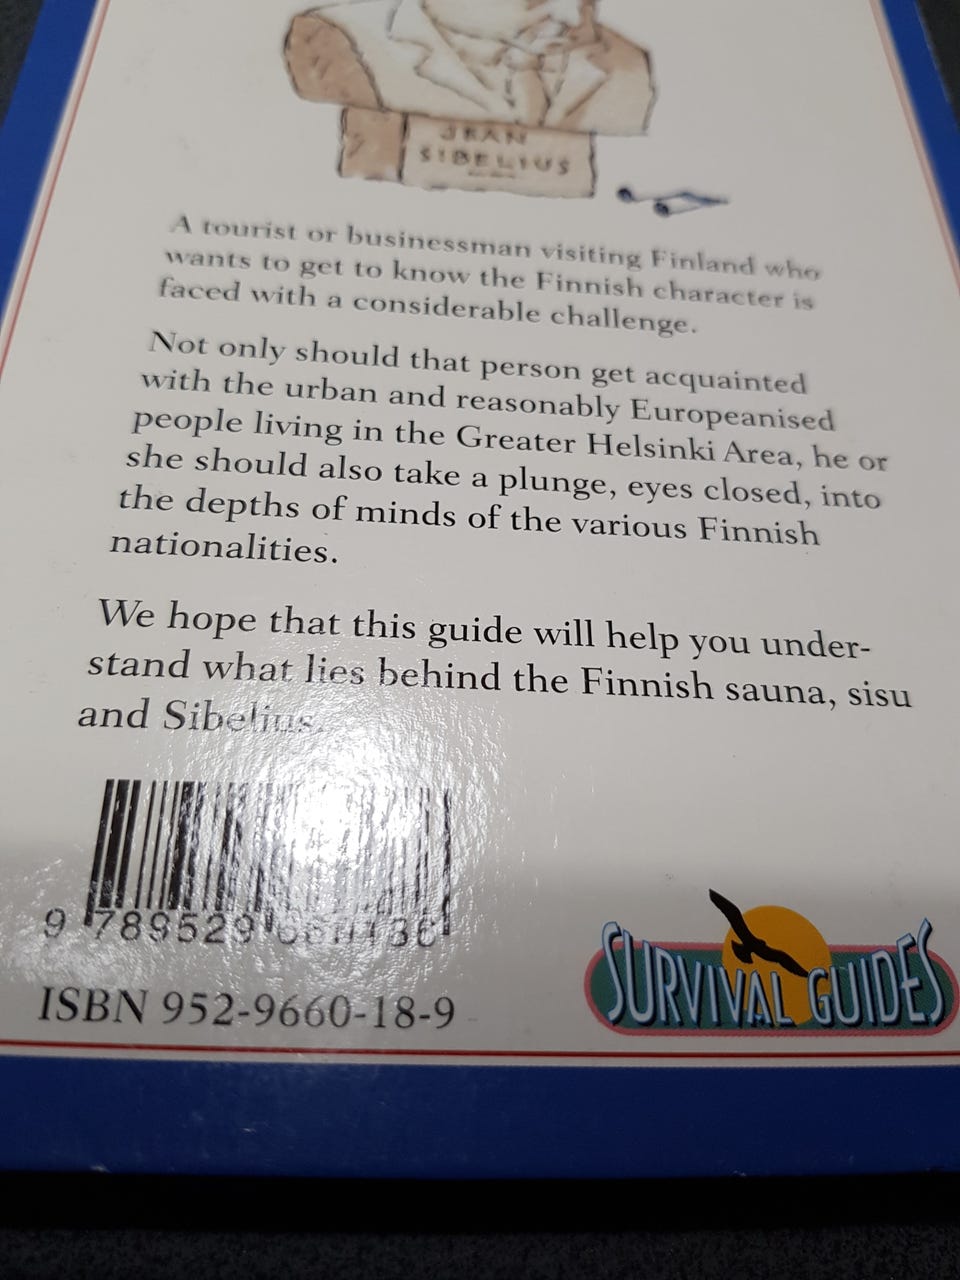 JEAN
SIBELIUS
A tourist or businessman visiting Finland who
wants to get to know the Finnish character is
faced with a considerable challenge.
Not only should that person get acquainted
with the urban and reasonably Europeanised
people living in the Greater Helsinki Area, he or
she should also take a plunge, eyes closed, into
the depths of minds of the various Finnish
nationalities.
We hope that this guide will help you under-
stand what lies behind the Finnish sauna, sisu
and Sibelius.
9 789529
ISBN 952-9660-18-9
SURVIVAL GUIDES